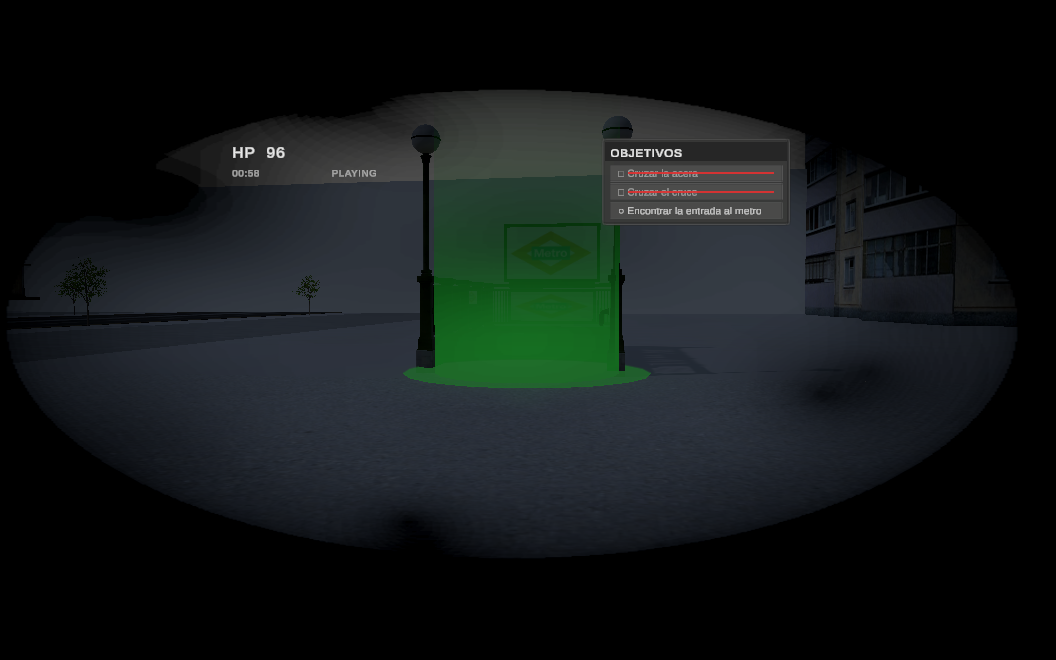 HP 96
00:58 PLAYING
OBJETIVOS
Cruzar la acera
Cruzar el cruce
Encontrar la entrada al metro
Metro